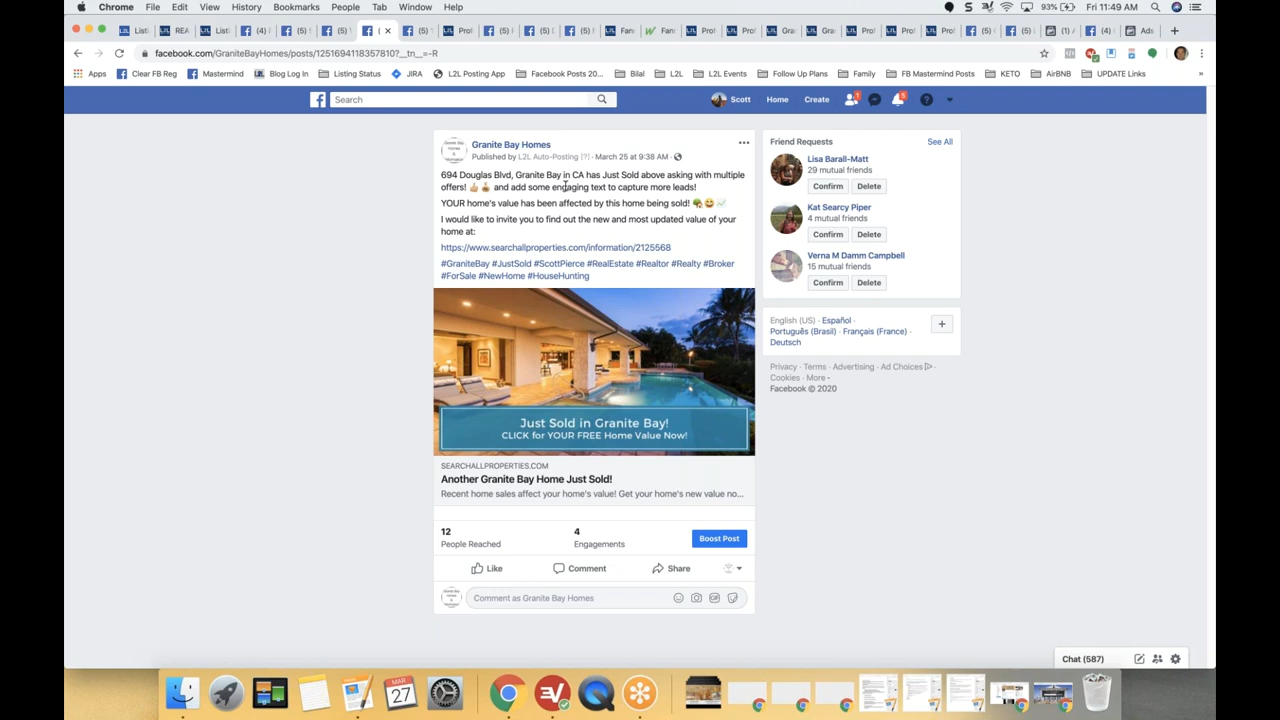 Chrome File Edit View History Bookmarks People Tab Window Help 93% Fri 11:49 AM
facebook.com/GraniteBayHomes/posts/1251694118357810?__tn__=-R
Apps Clear FB Reg Mastermind Blog Log In Listing Status JIRA L2L Posting App Facebook Posts 20... Bilal L2L L2L Events Follow Up Plans Family FB Mastermind Posts KETO AirBNB UPDATE Links »
Search Scott Home Create 1 5
Granite Bay Homes
Published by L2L Auto-Posting [?] · March 25 at 9:38 AM ·
694 Douglas Blvd, Granite Bay in CA has Just Sold above asking with multiple
offers! and add some engaging text to capture more leads!
YOUR home's value has been affected by this home being sold!
I would like to invite you to find out the new and most updated value of your
home at:
https://www.searchallproperties.com/information/2125568
#GraniteBay #JustSold #ScottPierce #RealEstate #Realtor #Realty #Broker
#ForSale #NewHome #HouseHunting
Just Sold in Granite Bay!
CLICK for YOUR FREE Home Value Now!
SEARCHALLPROPERTIES.COM
Another Granite Bay Home Just Sold!
Recent home sales affect your home's value! Get your home's new value no...
12
People Reached
4
Engagements
Boost Post
Like Comment Share
Comment as Granite Bay Homes
Friend Requests See All
Lisa Barall-Matt
29 mutual friends
Confirm Delete
Kat Searcy Piper
4 mutual friends
Confirm Delete
Verna M Damm Campbell
15 mutual friends
Confirm Delete
English (US) · Español ·
Português (Brasil) · Français (France) ·
Deutsch
Privacy · Terms · Advertising · Ad Choices ·
Cookies · More
Facebook © 2020
Chat (587)
MAR
27